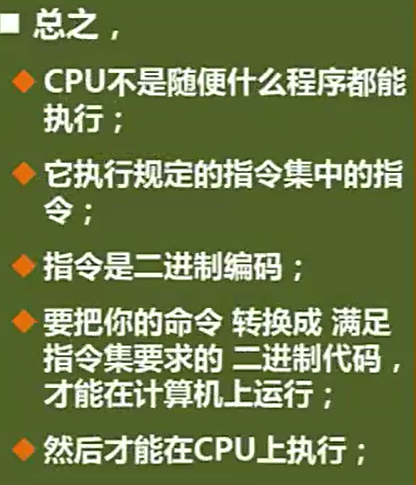 总之，
CPU不是随便什么程序都能
执行；
它执行规定的指令集中的指
令；
指令是二进制编码；
要把你的命令 转换成 满足
指令集要求的 二进制代码，
才能在计算机上运行；
然后才能在CPU上执行；